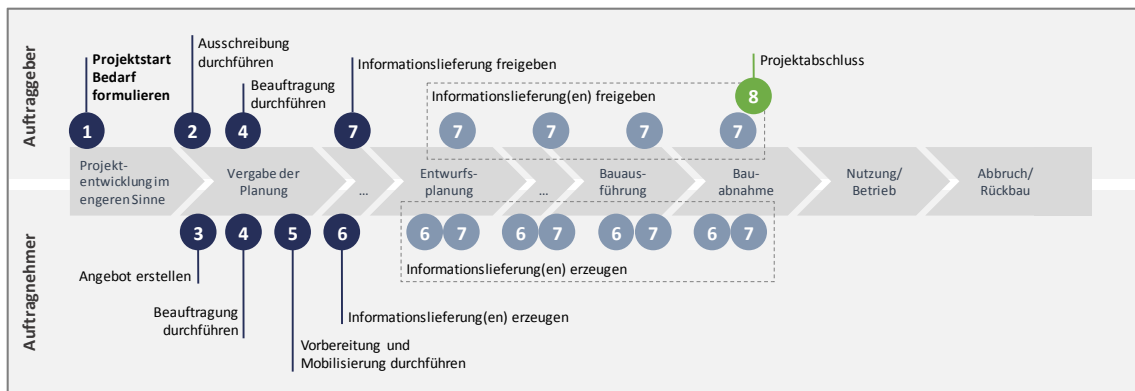 Auftraggeber
Projektstart
Bedarf
formulieren
Ausschreibung
durchführen
Beauftragung
durchführen
Informationslieferung freigeben
Projektabschluss
Informationslieferung(en) freigeben
8
1
2
4
7
7
7
7
7
Projekt-
entwicklung im
engeren Sinne
Vergabe der
Planung
...
Entwurfs-
planung
...
Bauaus-
führung
Bau-
abnahme
Nutzung/
Betrieb
Abbruch/
Rückbau
Auftragnehmer
3
4
5
6
6 7
6 7
6 7
6 7
Angebot erstellen
Informationslieferung(en) erzeugen
Beauftragung
durchführen
Informationslieferung(en) erzeugen
Vorbereitung und
Mobilisierung durchführen